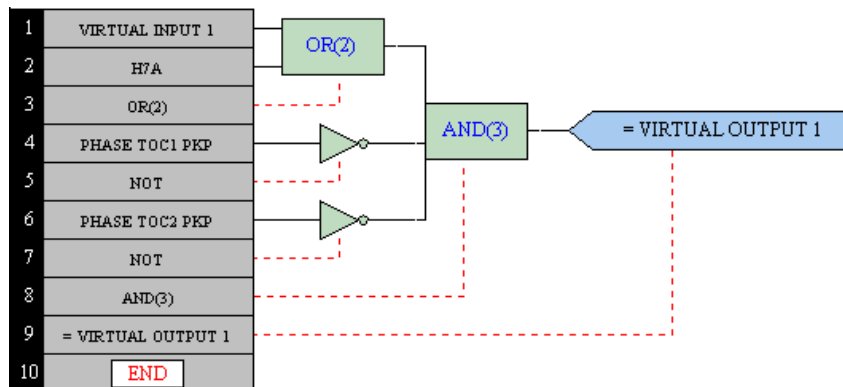 1 VIRTUAL INPUT 1
2 H7A
3 OR(2)
4 PHASE TOC1 PKP
5 NOT
6 PHASE TOC2 PKP
7 NOT
8 AND(3)
9 = VIRTUAL OUTPUT 1
10 END
OR(2)
AND(3)
= VIRTUAL OUTPUT 1